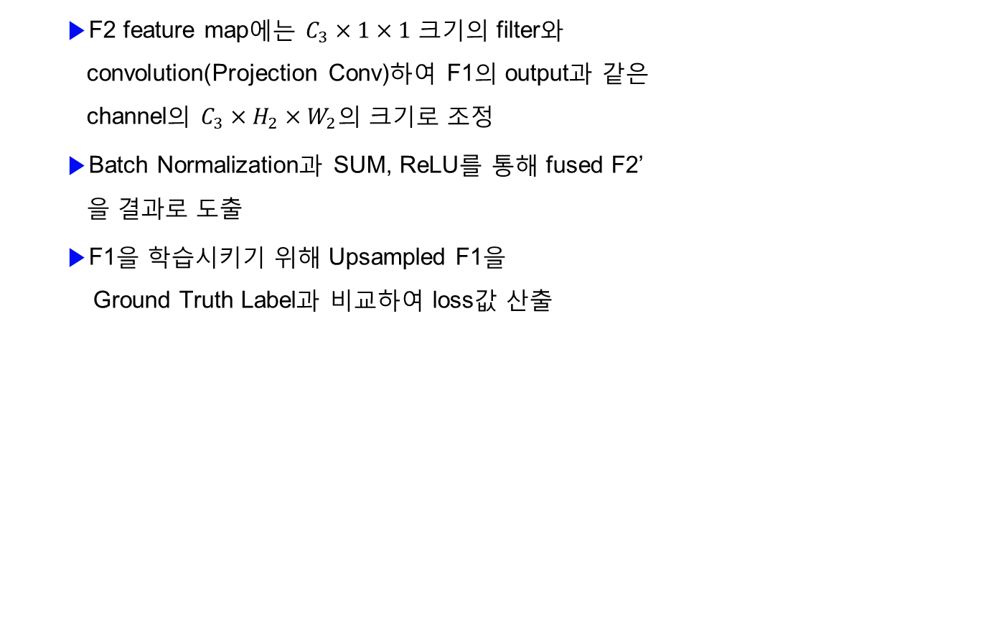 ▶F2 feature map에는 C₃ × 1 × 1 크기의 filter와
convolution(Projection Conv)하여 F1의 output과 같은
channel의 C₃ × H₂ × W₂의 크기로 조정
▶Batch Normalization과 SUM, ReLU를 통해 fused F2’
을 결과로 도출
▶F1을 학습시키기 위해 Upsampled F1을
Ground Truth Label과 비교하여 loss값 산출